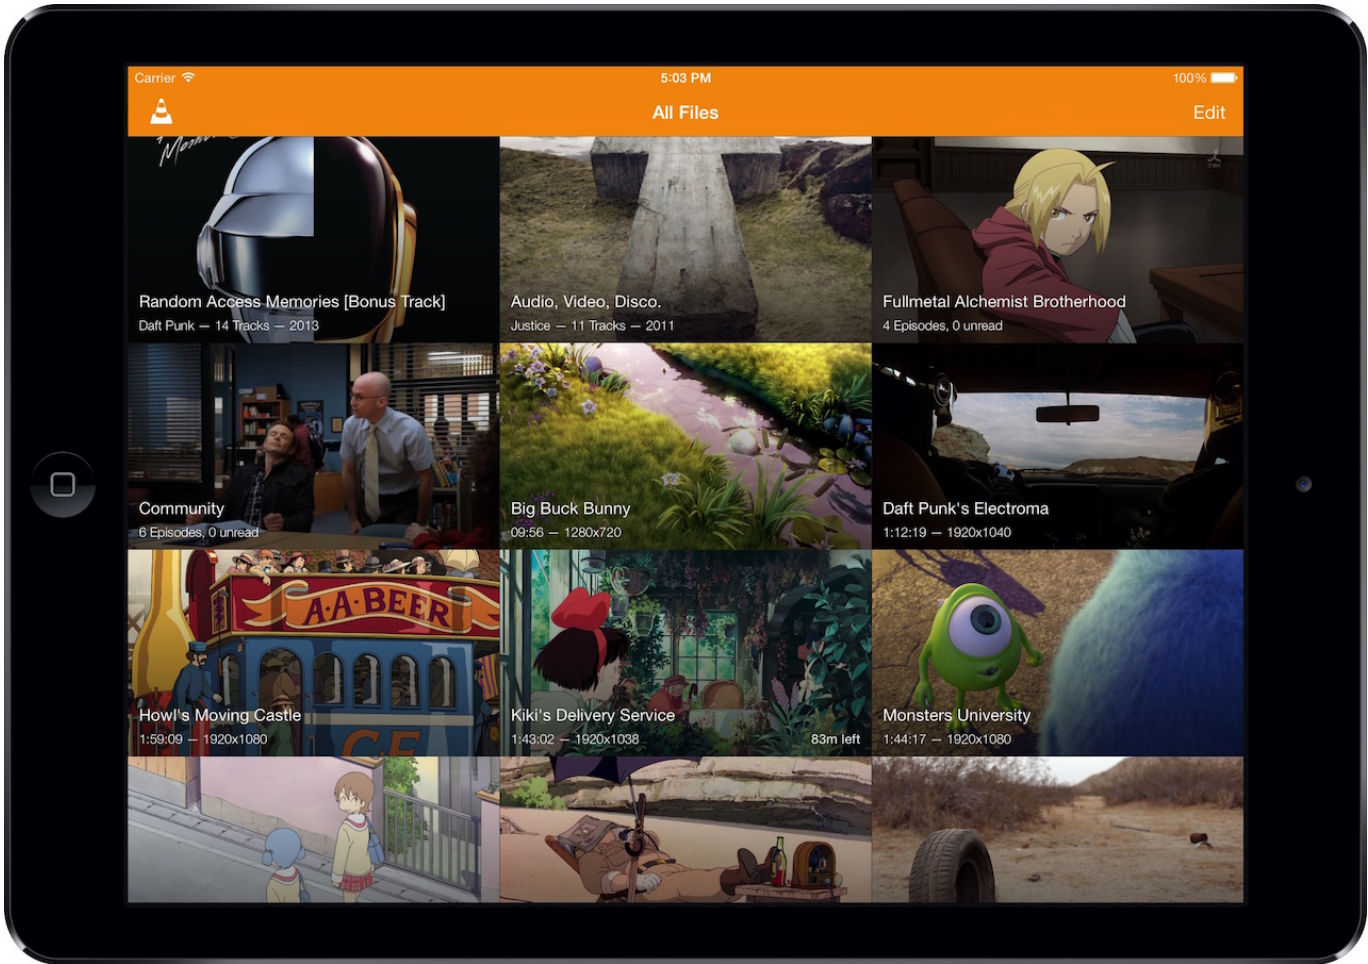 Carrier
5:03 PM
100%
All Files
Edit
Random Access Memories [Bonus Track]
Daft Punk — 14 Tracks — 2013
Audio, Video, Disco.
Justice — 11 Tracks — 2011
Fullmetal Alchemist Brotherhood
4 Episodes, 0 unread
Community
6 Episodes, 0 unread
Big Buck Bunny
09:56 — 1280x720
Daft Punk's Electroma
1:12:19 — 1920x1040
A·A·BEER
Howl's Moving Castle
1:59:09 — 1920x1080
Kiki's Delivery Service
1:43:02 — 1920x1038
83m left
Monsters University
1:44:17 — 1920x1080